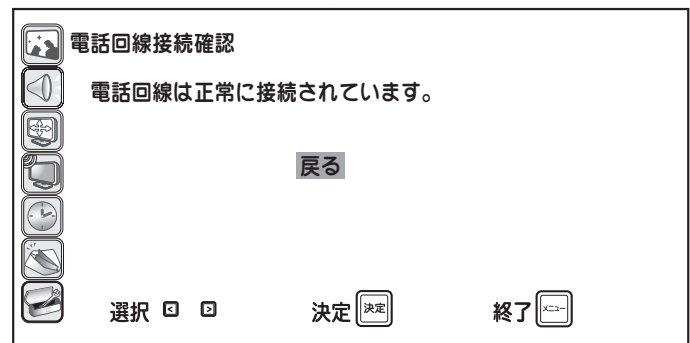 電話回線接続確認
電話回線は正常に接続されています。
戻る
選択 決定 決定 終了 メニュー